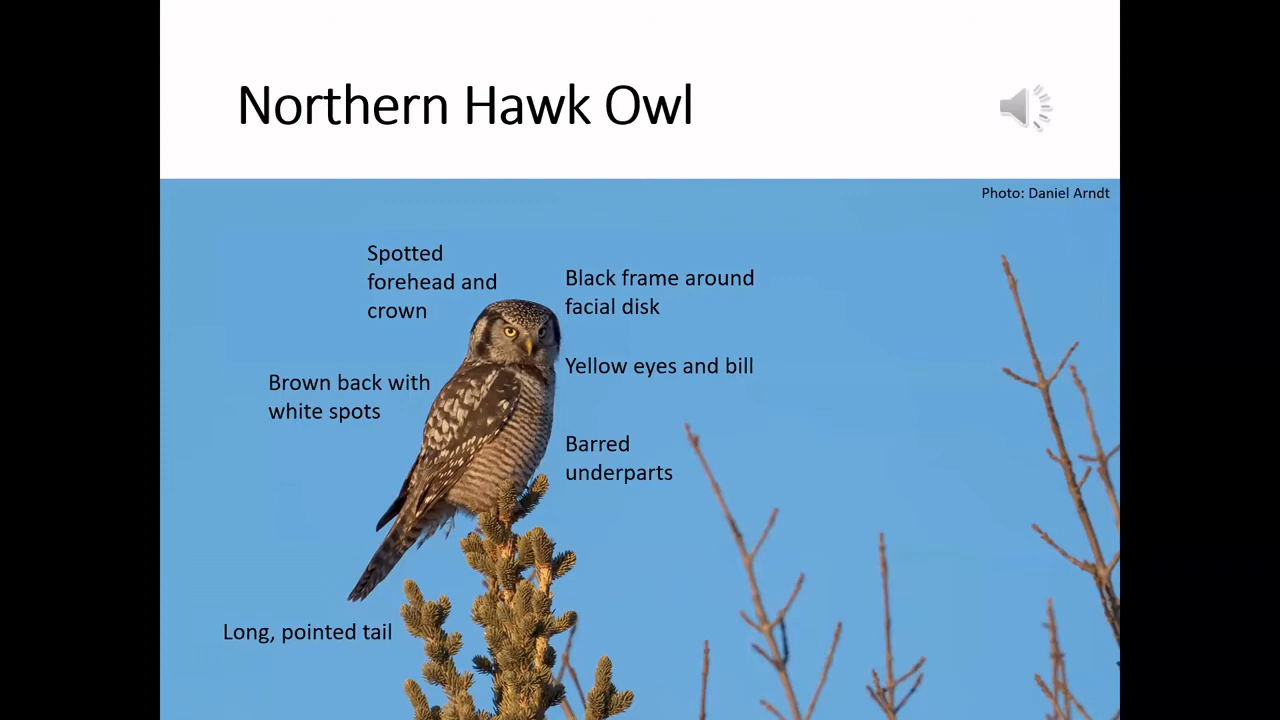 Northern Hawk Owl
Photo: Daniel Arndt
Spotted
forehead and
crown
Black frame around
facial disk
Yellow eyes and bill
Brown back with
white spots
Barred
underparts
Long, pointed tail